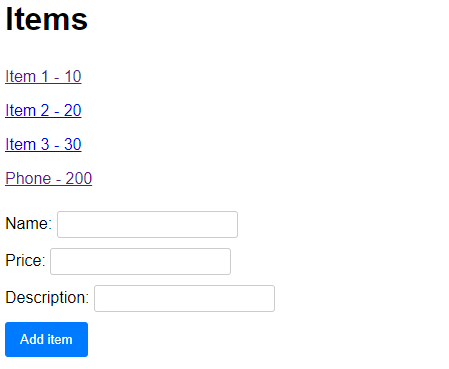 Items
Item 1 - 10
Item 2 - 20
Item 3 - 30
Phone - 200
Name:
Price:
Description:
Add item